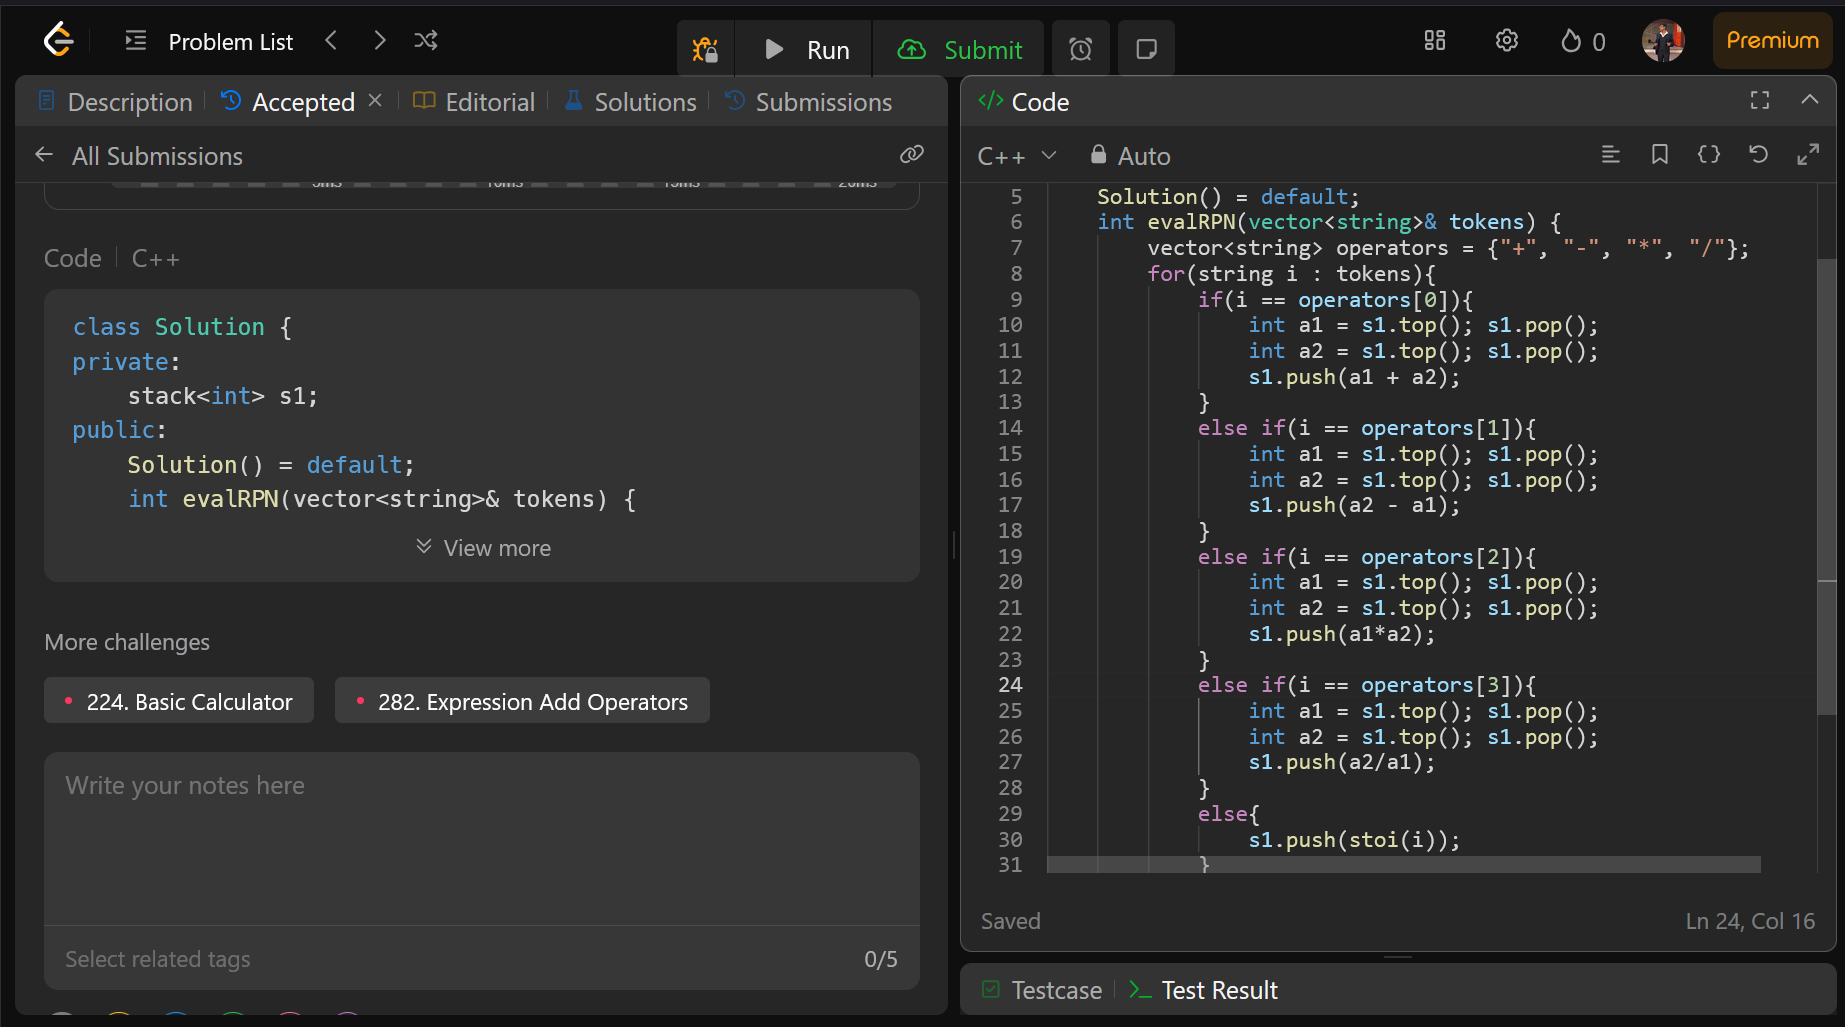 Problem List
Run
Submit
0
Premium
Description
Accepted
Editorial
Solutions
Submissions
All Submissions
5ms 10ms 15ms 20ms
Code
C++
class Solution {
private:
    stack<int> s1;
public:
    Solution() = default;
    int evalRPN(vector<string>& tokens) {
View more
More challenges
224. Basic Calculator
282. Expression Add Operators
Write your notes here
Select related tags
0/5
</> Code
C++
Auto
5 Solution() = default;
6 int evalRPN(vector<string>& tokens) {
7 vector<string> operators = {"+", "-", "*", "/"};
8 for(string i : tokens){
9 if(i == operators[0]){
10 int a1 = s1.top(); s1.pop();
11 int a2 = s1.top(); s1.pop();
12 s1.push(a1 + a2);
13 }
14 else if(i == operators[1]){
15 int a1 = s1.top(); s1.pop();
16 int a2 = s1.top(); s1.pop();
17 s1.push(a2 - a1);
18 }
19 else if(i == operators[2]){
20 int a1 = s1.top(); s1.pop();
21 int a2 = s1.top(); s1.pop();
22 s1.push(a1*a2);
23 }
24 else if(i == operators[3]){
25 int a1 = s1.top(); s1.pop();
26 int a2 = s1.top(); s1.pop();
27 s1.push(a2/a1);
28 }
29 else{
30 s1.push(stoi(i));
31 }
Saved
Ln 24, Col 16
Testcase
Test Result